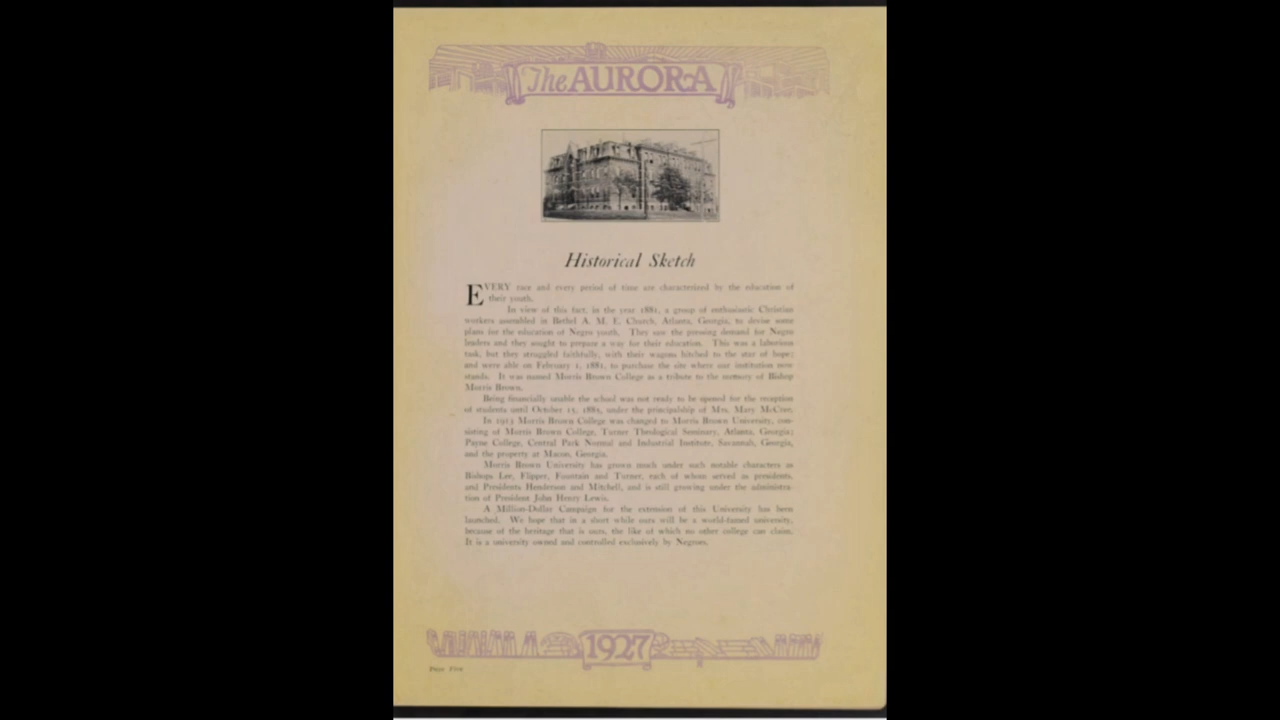 The AURORA
Historical Sketch
EVERY race and every period of time are characterized by the education of
their youth.
In view of this fact, in the year 1881, a group of enthusiastic Christian
workers assembled in Bethel A. M. E. Church, Atlanta, Georgia, to devise some
plans for the education of Negro youth. They saw the pressing demand for Negro
leaders and they sought to prepare a way for their education. This was a laborious
task, but they struggled faithfully, with their wagons hitched to the star of hope;
and were able on February 1, 1881, to purchase the site where our institution now
stands. It was named Morris Brown College as a tribute to the memory of Bishop
Morris Brown.
Being financially unable the school was not ready to be opened for the reception
of students until October 15, 1885, under the principalship of Mrs. Mary McCree.
In 1913 Morris Brown College was changed to Morris Brown University, con-
sisting of Morris Brown College, Turner Theological Seminary, Atlanta, Georgia;
Payne College, Central Park Normal and Industrial Institute, Savannah, Georgia,
and the property at Macon, Georgia.
Morris Brown University has grown much under such notable characters as
Bishops Lee, Flipper, Fountain and Turner, each of whom served as presidents,
and Presidents Henderson and Mitchell, and is still growing under the administra-
tion of President John Henry Lewis.
A Million-Dollar Campaign for the extension of this University has been
launched. We hope that in a short while ours will be a world-famed university,
because of the heritage that is ours, the like of which no other college can claim.
It is a university owned and controlled exclusively by Negroes.
1927
Page Five